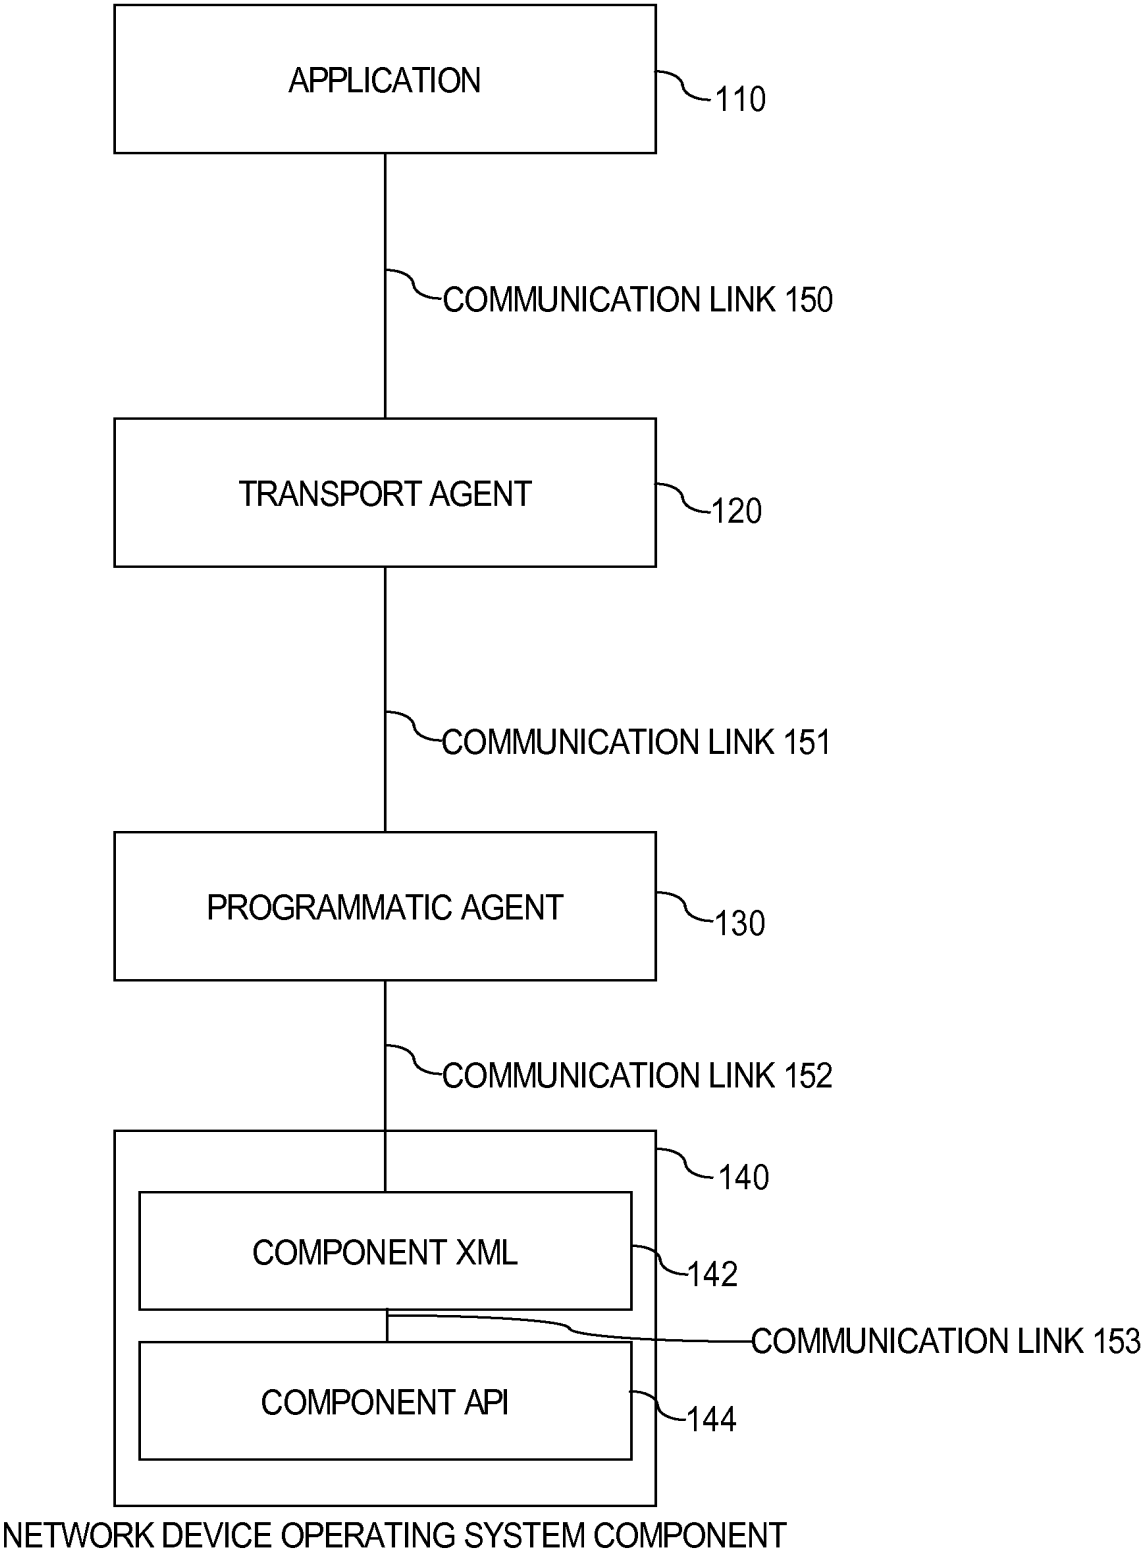 APPLICATION
110
COMMUNICATION LINK 150
TRANSPORT AGENT
120
COMMUNICATION LINK 151
PROGRAMMATIC AGENT
130
COMMUNICATION LINK 152
140
COMPONENT XML
142
COMMUNICATION LINK 153
COMPONENT API
144
NETWORK DEVICE OPERATING SYSTEM COMPONENT